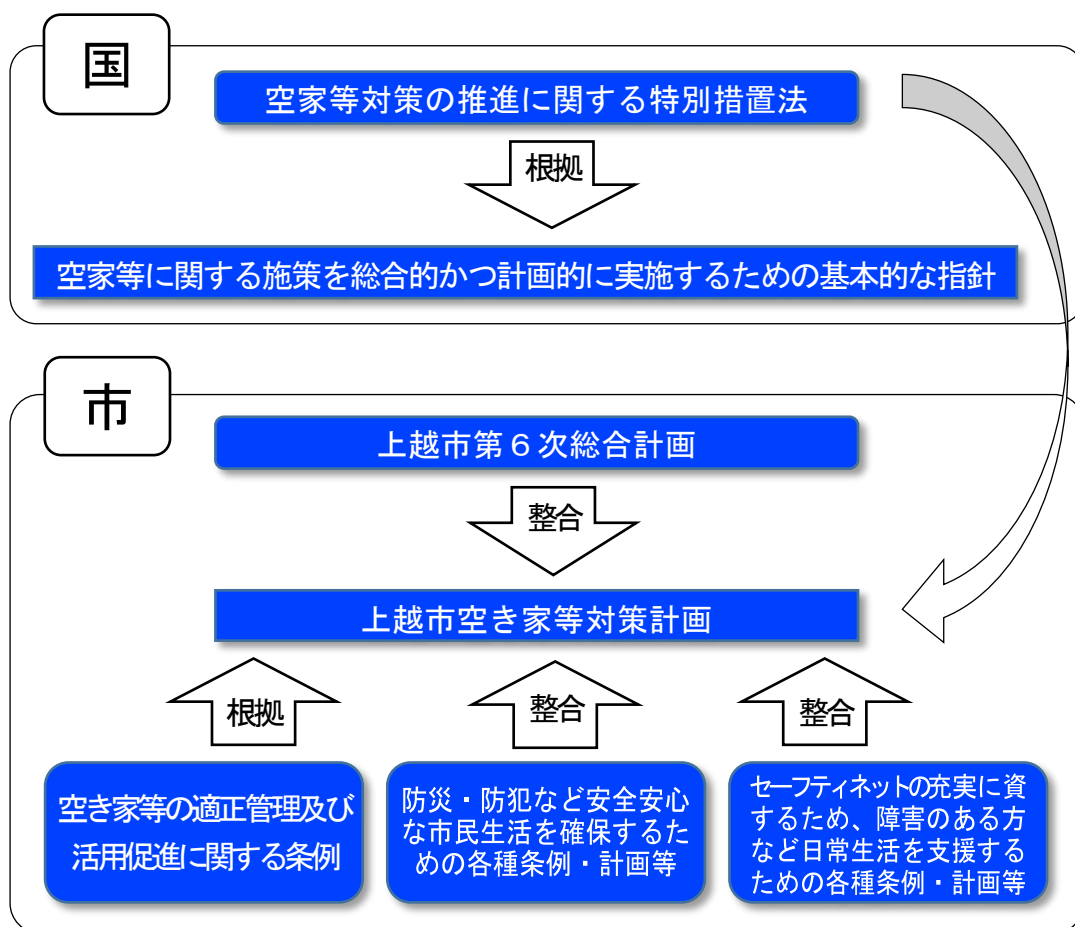 国
空家等対策の推進に関する特別措置法
根拠
空家等に関する施策を総合的かつ計画的に実施するための基本的な指針
市
上越市第６次総合計画
整合
上越市空き家等対策計画
根拠
整合
整合
空き家等の適正管理及び
活用促進に関する条例
防災・防犯など安全安心
な市民生活を確保するた
めの各種条例・計画等
セーフティネットの充実に資
するため、障害のある方
など日常生活を支援する
ための各種条例・計画等